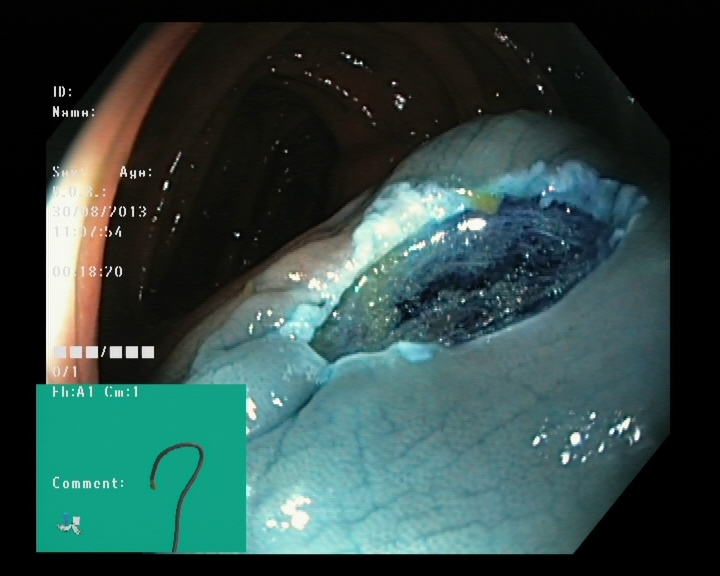 ID:
Name:
Sex: Age:
D.O.B.:
30/08/2013
11:07:54
00:18:20
■■■/■■■
0/1
Eh:A1 Cm:1
Comment: